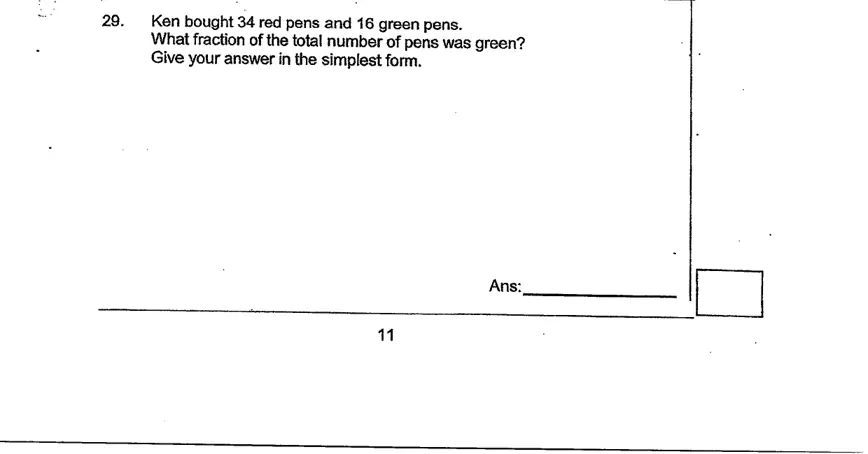 29. Ken bought 34 red pens and 16 green pens.
What fraction of the total number of pens was green?
Give your answer in the simplest form.
Ans:
11